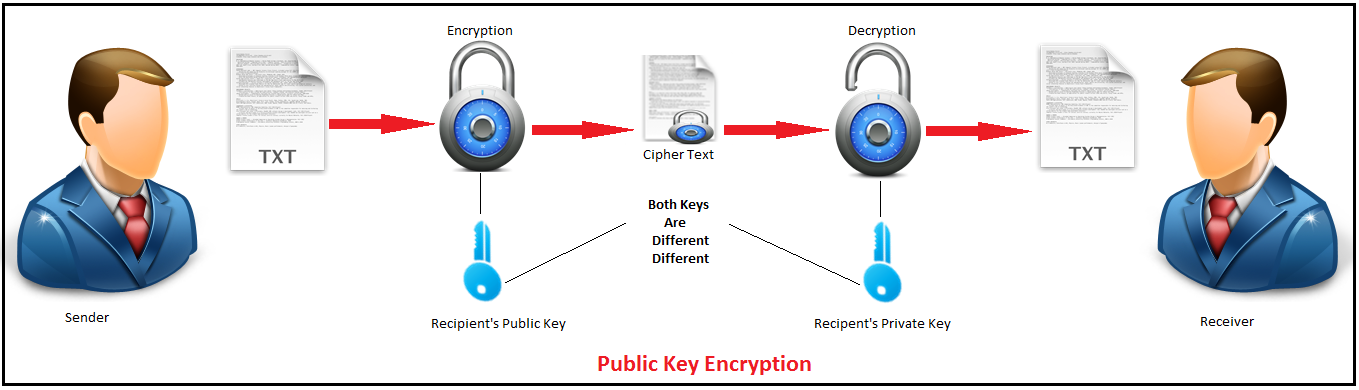 Encryption
Decryption
TXT
TXT
Cipher Text
Both Keys
Are
Different
Different
Sender
Recipient's Public Key
Recipent's Private Key
Receiver
Public Key Encryption